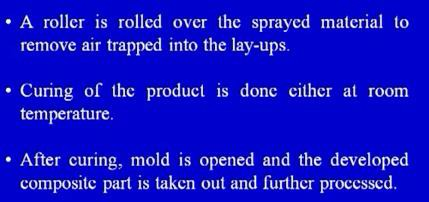 • A roller is rolled over the sprayed material to
remove air trapped into the lay-ups.
• Curing of the product is done either at room
temperature.
• After curing, mold is opened and the developed
composite part is taken out and further processed.